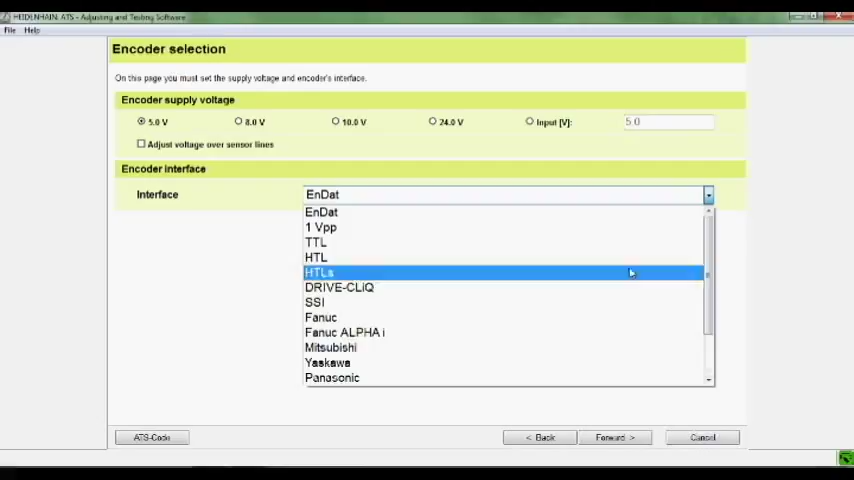 HEIDENHAIN: ATS - Adjusting and Testing Software
File Help
Encoder selection
On this page you must set the supply voltage and encoder's interface.
Encoder supply voltage
5.0 V 8.0 V 10.0 V 24.0 V Input [V]: 5.0
Adjust voltage over sensor lines
Encoder interface
Interface EnDat
EnDat
1 Vpp
TTL
HTL
HTLs
DRIVE-CLiQ
SSI
Fanuc
Fanuc ALPHA i
Mitsubishi
Yaskawa
Panasonic
ATS-Code < Back Forward > Cancel